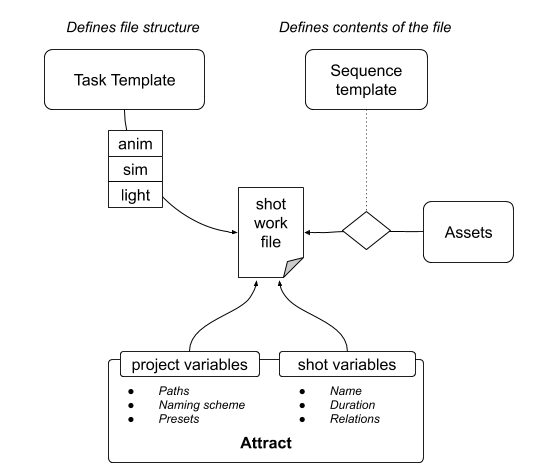 Defines file structure
Defines contents of the file
Task Template
Sequence
template
anim
sim
light
shot
work
file
Assets
project variables
shot variables
● Paths
● Naming scheme
● Presets
● Name
● Duration
● Relations
Attract